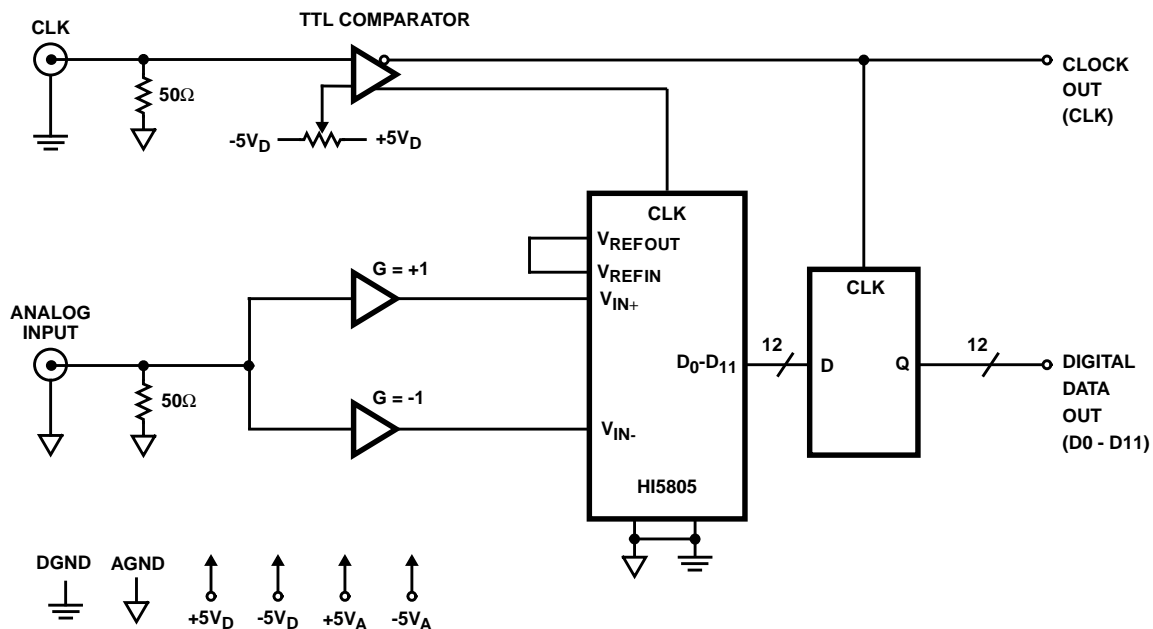 TTL COMPARATOR
CLK
50Ω
-5VD
+5VD
CLOCK
OUT
(CLK)
CLK
VREFOUT
VREFIN
VIN+
D0-D11
VIN-
HI5805
G = +1
G = -1
ANALOG
INPUT
50Ω
12
CLK
D
Q
12
DIGITAL
DATA
OUT
(D0 - D11)
DGND
AGND
+5VD
-5VD
+5VA
-5VA